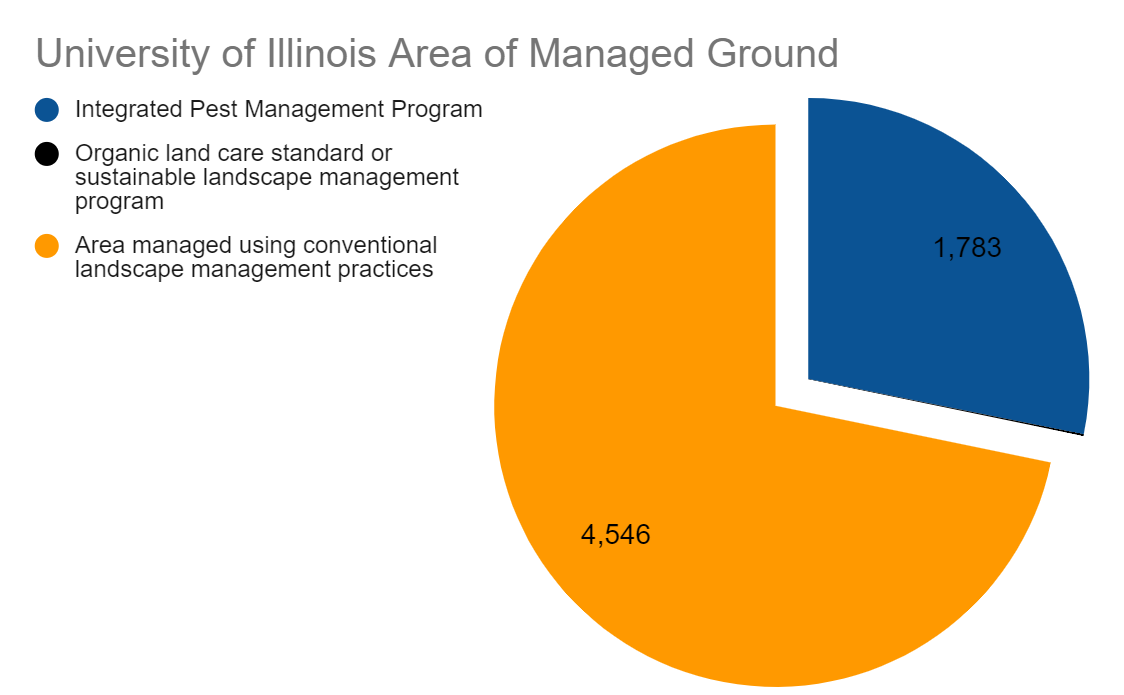 University of Illinois Area of Managed Ground
Integrated Pest Management Program
Organic land care standard or
sustainable landscape management
program
Area managed using conventional
landscape management practices
1,783
4,546